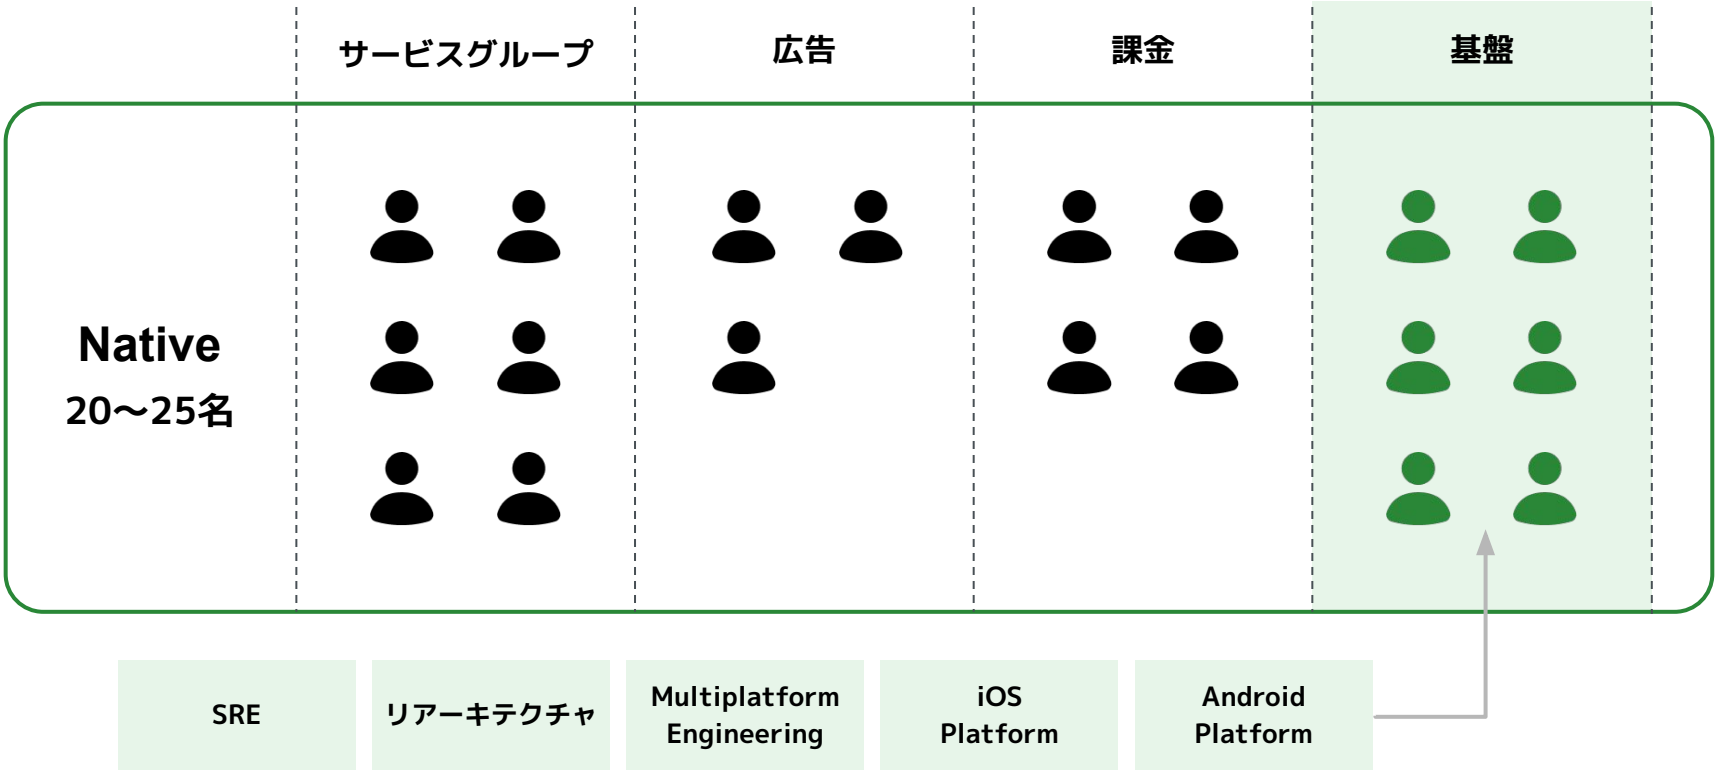 サービスグループ
広告
課金
基盤
Native
20〜25名
SRE
リアーキテクチャ
Multiplatform
Engineering
iOS
Platform
Android
Platform